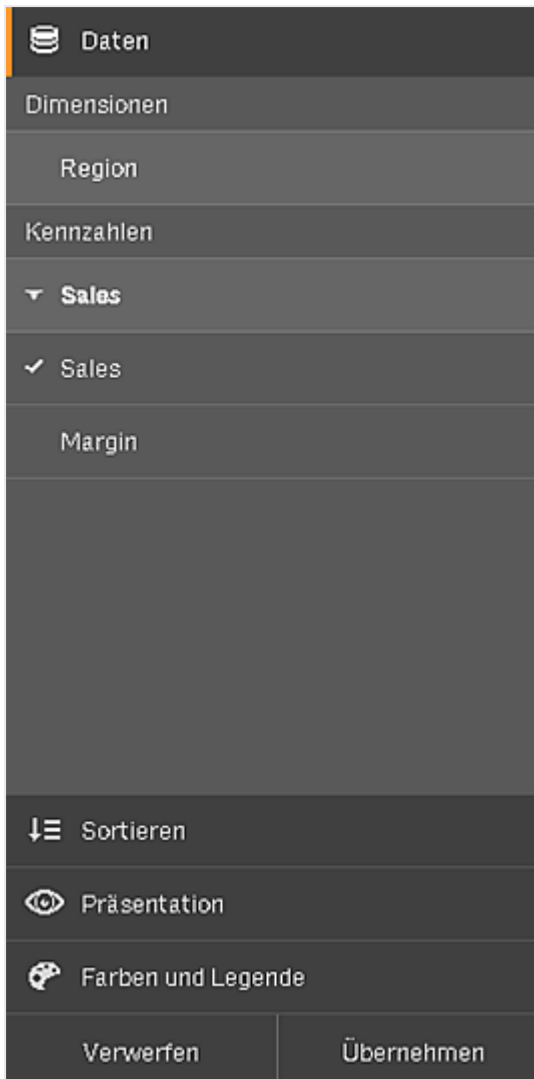 Daten
Dimensionen
Region
Kennzahlen
Sales
Sales
Margin
Sortieren
Präsentation
Farben und Legende
Verwerfen Übernehmen